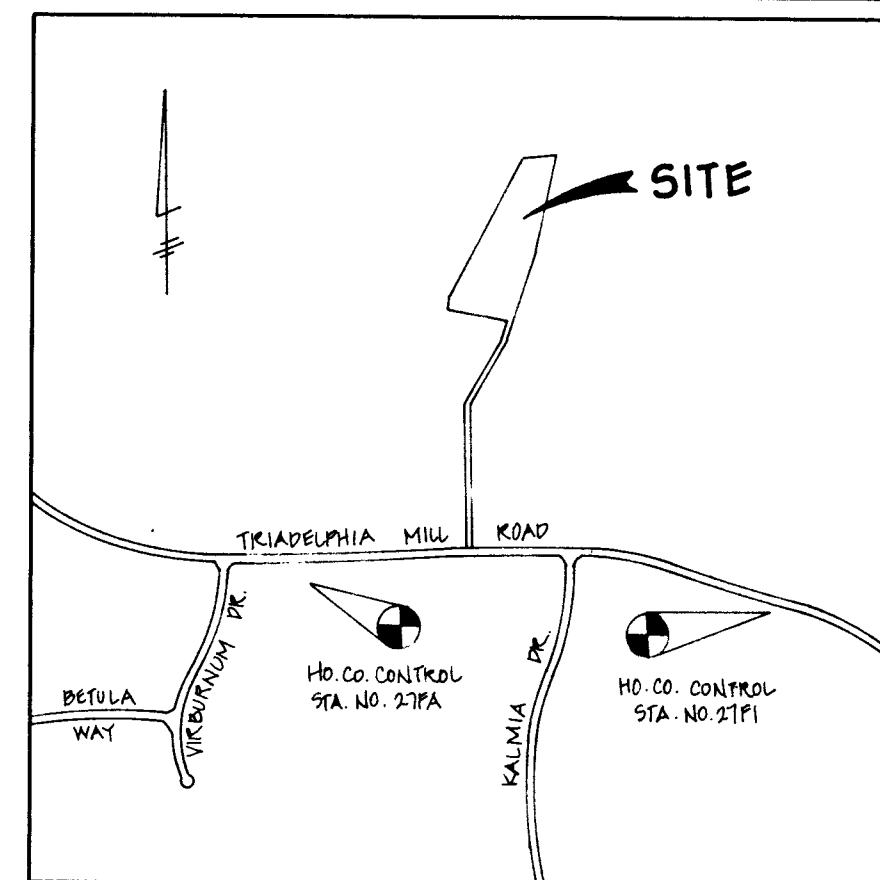 SITE
TRIADELPHIA MILL ROAD
VIRBURNUM DR.
BETULA
WAY
HO. CO. CONTROL
STA. NO. 27FA
KALMIA DR.
HO. CO. CONTROL
STA. NO. 27F1